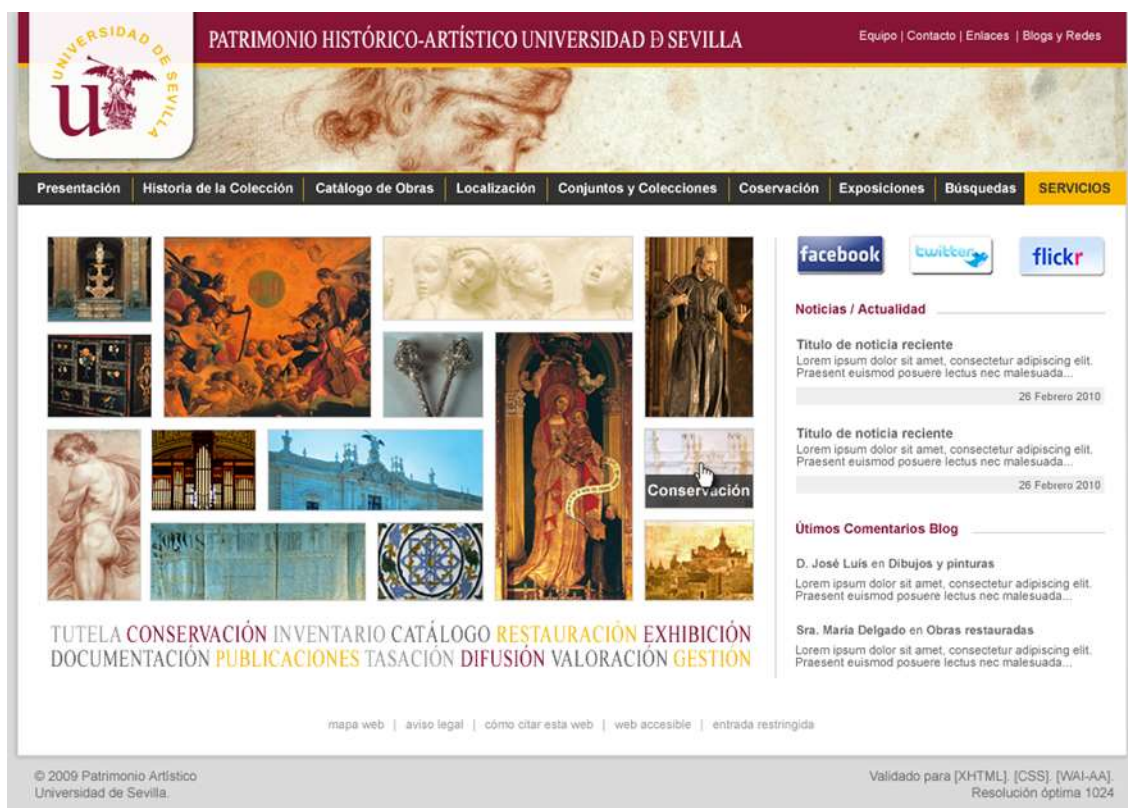 UNIVERSIDAD DE SEVILLA
PATRIMONIO HISTÓRICO-ARTÍSTICO UNIVERSIDAD Ð SEVILLA
Equipo | Contacto | Enlaces | Blogs y Redes
Presentación
Historia de la Colección
Catálogo de Obras
Localización
Conjuntos y Colecciones
Coservación
Exposiciones
Búsquedas
SERVICIOS
Conservación
TUTELA CONSERVACIÓN INVENTARIO CATÁLOGO RESTAURACIÓN EXHIBICIÓN
DOCUMENTACIÓN PUBLICACIONES TASACIÓN DIFUSIÓN VALORACIÓN GESTIÓN
facebook
twitter
flickr
Noticias / Actualidad
Titulo de noticia reciente
Lorem ipsum dolor sit amet, consectetur adipiscing elit.
Praesent euismod posuere lectus nec malesuada...
26 Febrero 2010
Titulo de noticia reciente
Lorem ipsum dolor sit amet, consectetur adipiscing elit.
Praesent euismod posuere lectus nec malesuada...
26 Febrero 2010
Útimos Comentarios Blog
D. José Luís en Dibujos y pinturas
Lorem ipsum dolor sit amet, consectetur adipiscing elit.
Praesent euismod posuere lectus nec malesuada...
Sra. María Delgado en Obras restauradas
Lorem ipsum dolor sit amet, consectetur adipiscing elit.
Praesent euismod posuere lectus nec malesuada...
mapa web | aviso legal | cómo citar esta web | web accesible | entrada restringida
© 2009 Patrimonio Artístico
Universidad de Sevilla.
Validado para [XHTML]. [CSS]. [WAI-AA].
Resolución óptima 1024